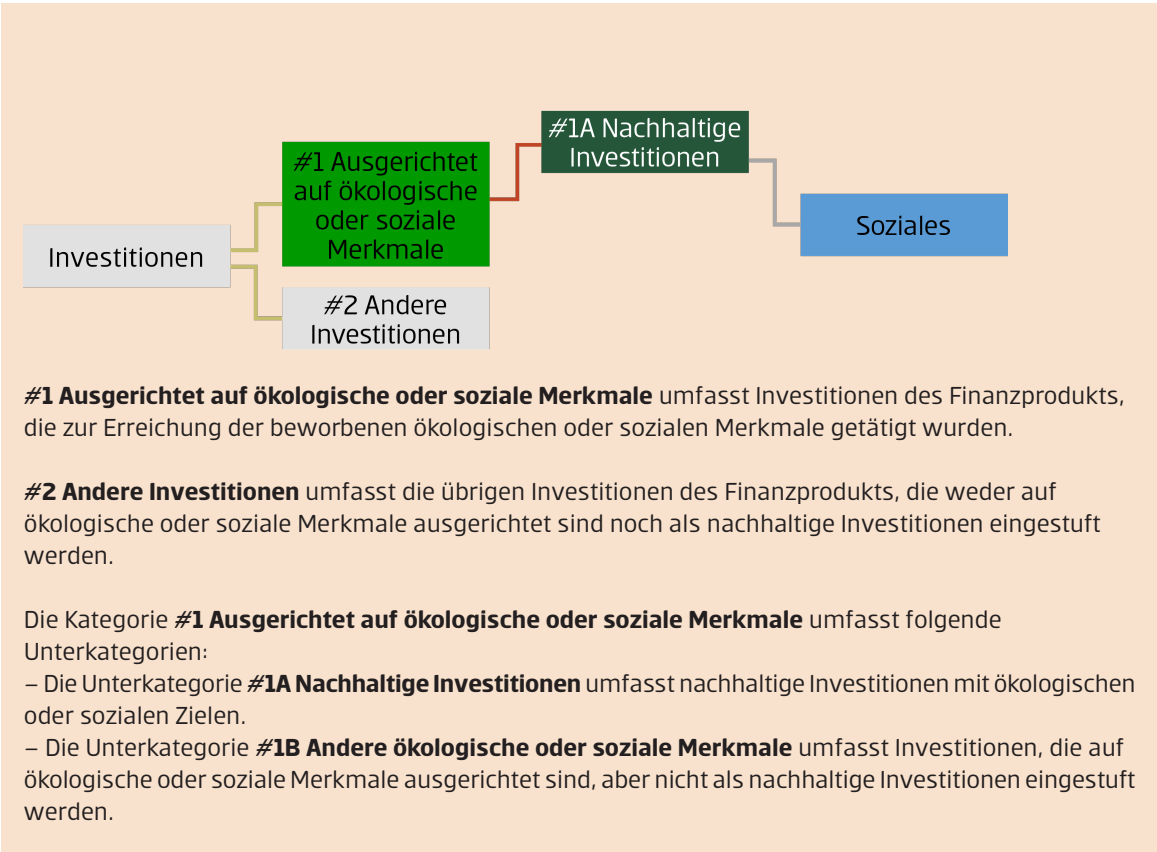 #1A Nachhaltige
Investitionen
#1 Ausgerichtet
auf ökologische
oder soziale
Merkmale
Soziales
Investitionen
#2 Andere
Investitionen
#1 Ausgerichtet auf ökologische oder soziale Merkmale umfasst Investitionen des Finanzprodukts,
die zur Erreichung der beworbenen ökologischen oder sozialen Merkmale getätigt wurden.
#2 Andere Investitionen umfasst die übrigen Investitionen des Finanzprodukts, die weder auf
ökologische oder soziale Merkmale ausgerichtet sind noch als nachhaltige Investitionen eingestuft
werden.
Die Kategorie #1 Ausgerichtet auf ökologische oder soziale Merkmale umfasst folgende
Unterkategorien:
– Die Unterkategorie #1A Nachhaltige Investitionen umfasst nachhaltige Investitionen mit ökologischen
oder sozialen Zielen.
– Die Unterkategorie #1B Andere ökologische oder soziale Merkmale umfasst Investitionen, die auf
ökologische oder soziale Merkmale ausgerichtet sind, aber nicht als nachhaltige Investitionen eingestuft
werden.